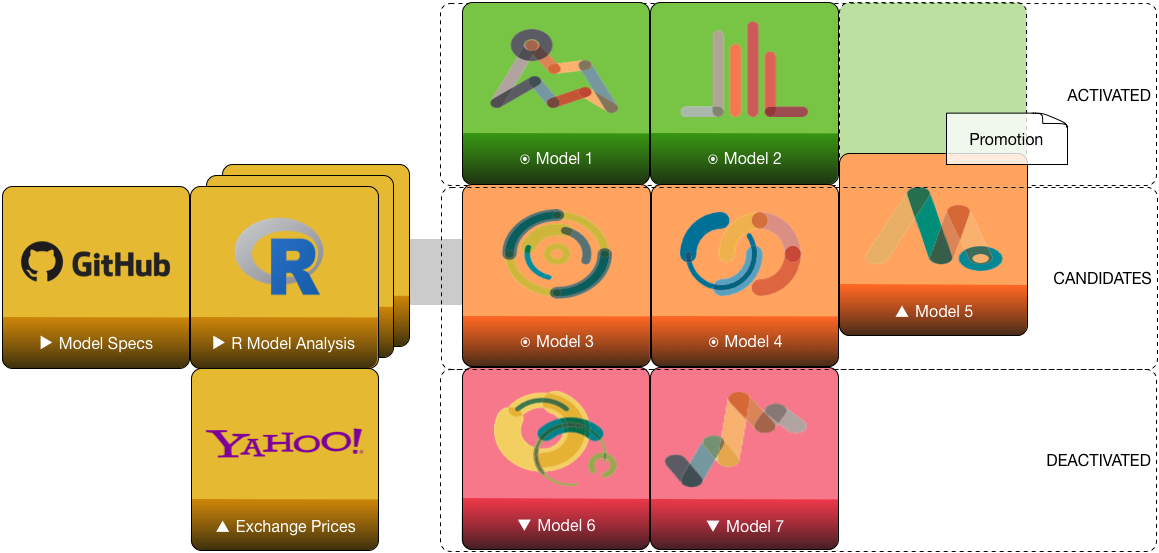 ACTIVATED
Model 1
Model 2
Promotion
GitHub
R
Model Specs
R Model Analysis
CANDIDATES
Model 3
Model 4
Model 5
YAHOO!
Exchange Prices
DEACTIVATED
Model 6
Model 7